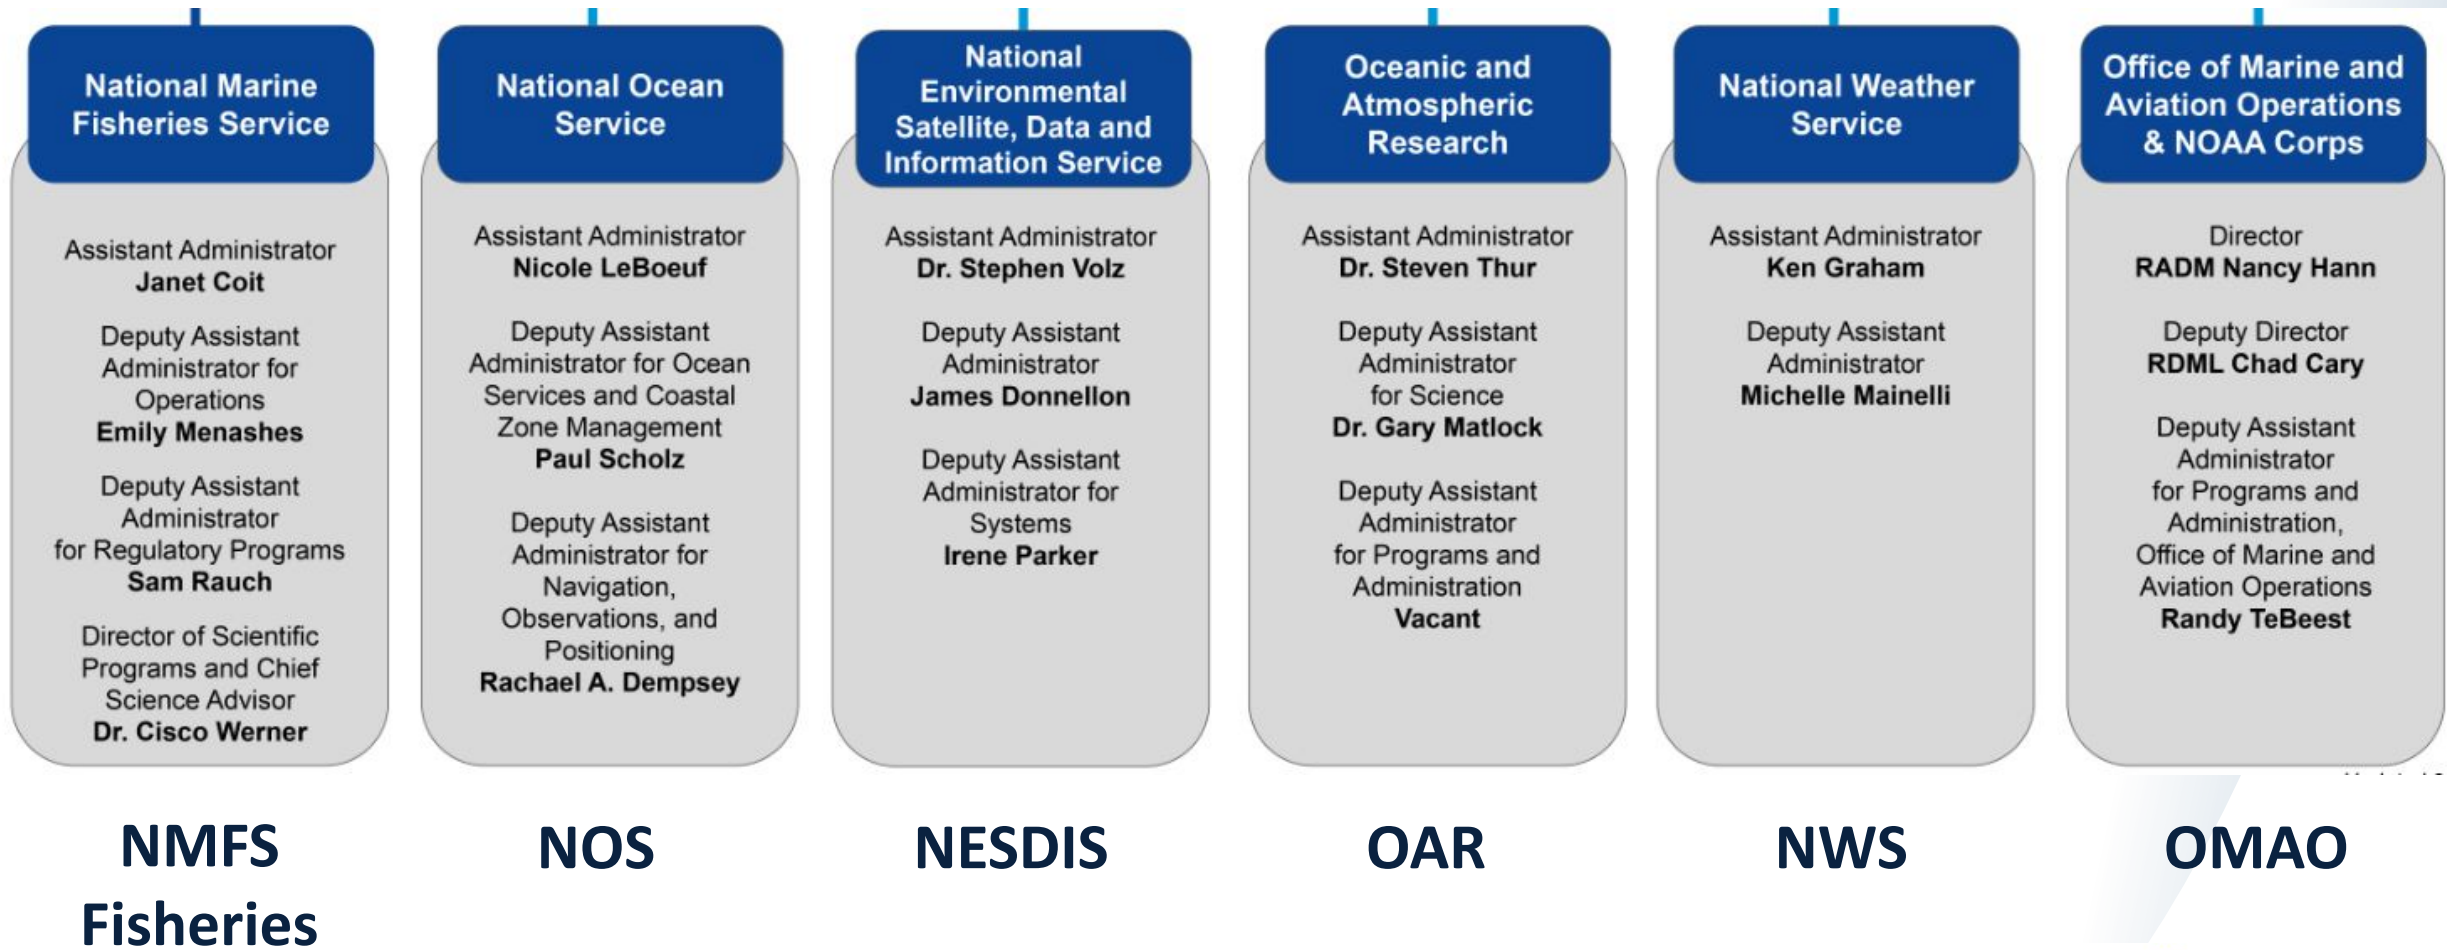 National Marine
Fisheries Service
Assistant Administrator
Janet Coit
Deputy Assistant
Administrator for
Operations
Emily Menashes
Deputy Assistant
Administrator
for Regulatory Programs
Sam Rauch
Director of Scientific
Programs and Chief
Science Advisor
Dr. Cisco Werner
NMFS
Fisheries
National Ocean
Service
Assistant Administrator
Nicole LeBoeuf
Deputy Assistant
Administrator for Ocean
Services and Coastal
Zone Management
Paul Scholz
Deputy Assistant
Administrator for
Navigation,
Observations, and
Positioning
Rachael A. Dempsey
NOS
National
Environmental
Satellite, Data and
Information Service
Assistant Administrator
Dr. Stephen Volz
Deputy Assistant
Administrator
James Donnellon
Deputy Assistant
Administrator for
Systems
Irene Parker
NESDIS
Oceanic and
Atmospheric
Research
Assistant Administrator
Dr. Steven Thur
Deputy Assistant
Administrator
for Science
Dr. Gary Matlock
Deputy Assistant
Administrator
for Programs and
Administration
Vacant
OAR
National Weather
Service
Assistant Administrator
Ken Graham
Deputy Assistant
Administrator
Michelle Mainelli
NWS
Office of Marine and
Aviation Operations
& NOAA Corps
Director
RADM Nancy Hann
Deputy Director
RDML Chad Cary
Deputy Assistant
Administrator
for Programs and
Administration,
Office of Marine and
Aviation Operations
Randy TeBeest
OMAO